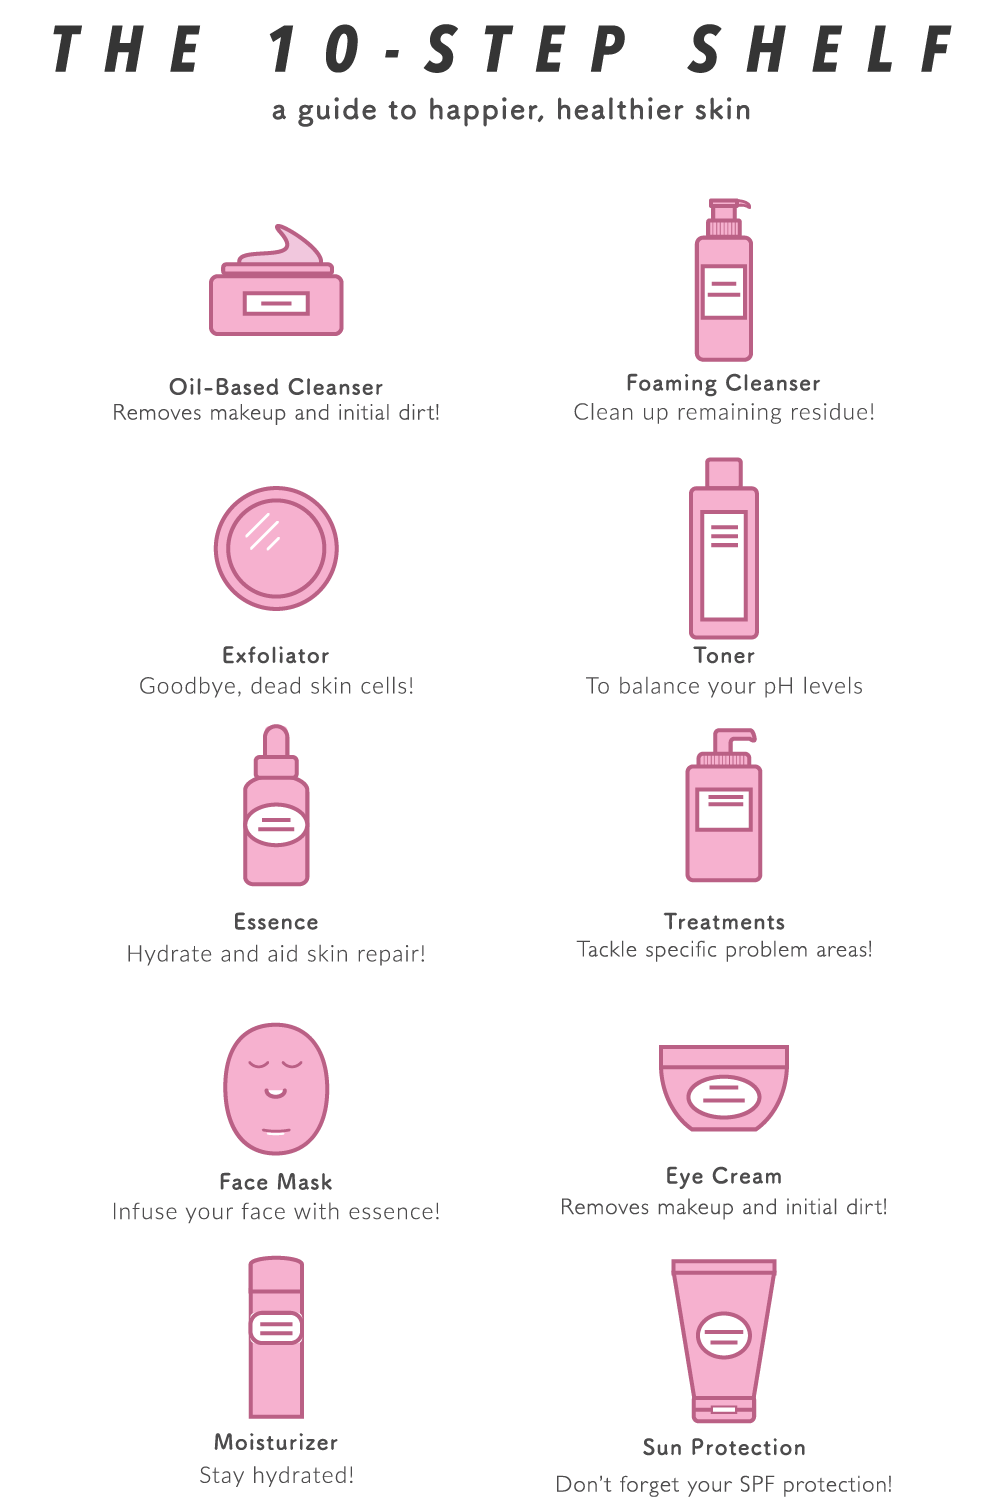 THE 10-STEP SHELF
a guide to happier, healthier skin
Oil-Based Cleanser
Removes makeup and initial dirt!
Foaming Cleanser
Clean up remaining residue!
Exfoliator
Goodbye, dead skin cells!
Toner
To balance your pH levels
Essence
Hydrate and aid skin repair!
Treatments
Tackle specific problem areas!
Face Mask
Infuse your face with essence!
Eye Cream
Removes makeup and initial dirt!
Moisturizer
Stay hydrated!
Sun Protection
Don't forget your SPF protection!